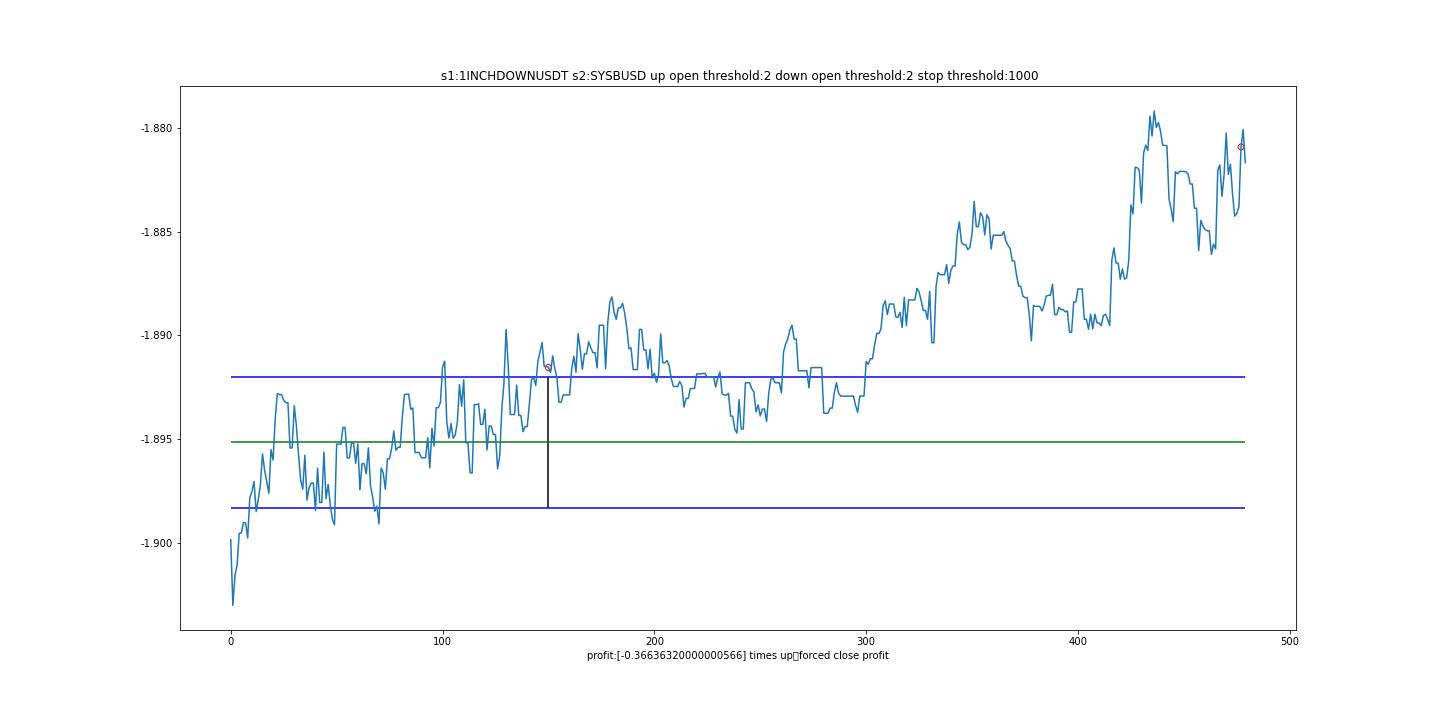 s1:1INCHDOWNUSDT s2:SYSBUSD up open threshold:2 down open threshold:2 stop threshold:1000
-1.880
-1.885
-1.890
-1.895
-1.900
0 100 200 300 400 500
profit:[-0.36636320000000566] times up▯forced close profit